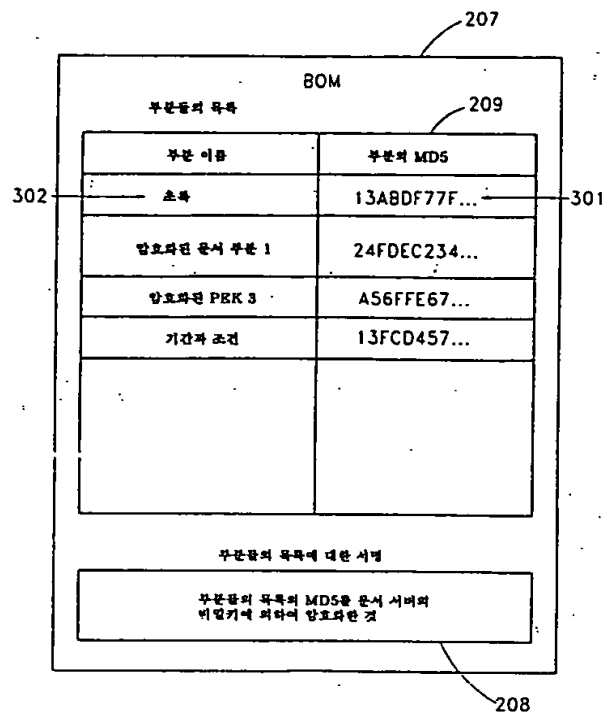 207
BOM
부분들의 목록
209
부분 이름 부분의 MD5
302 초록 13ABDF77F... 301
암호화된 문서 부분 1 24FDEC234...
암호화된 PEK 3 A56FFE67...
기간과 조건 13FCD457...
부분들의 목록에 대한 서명
부분들의 목록의 MD5를 문서 서버의
비밀키에 의하여 암호화한 것
208